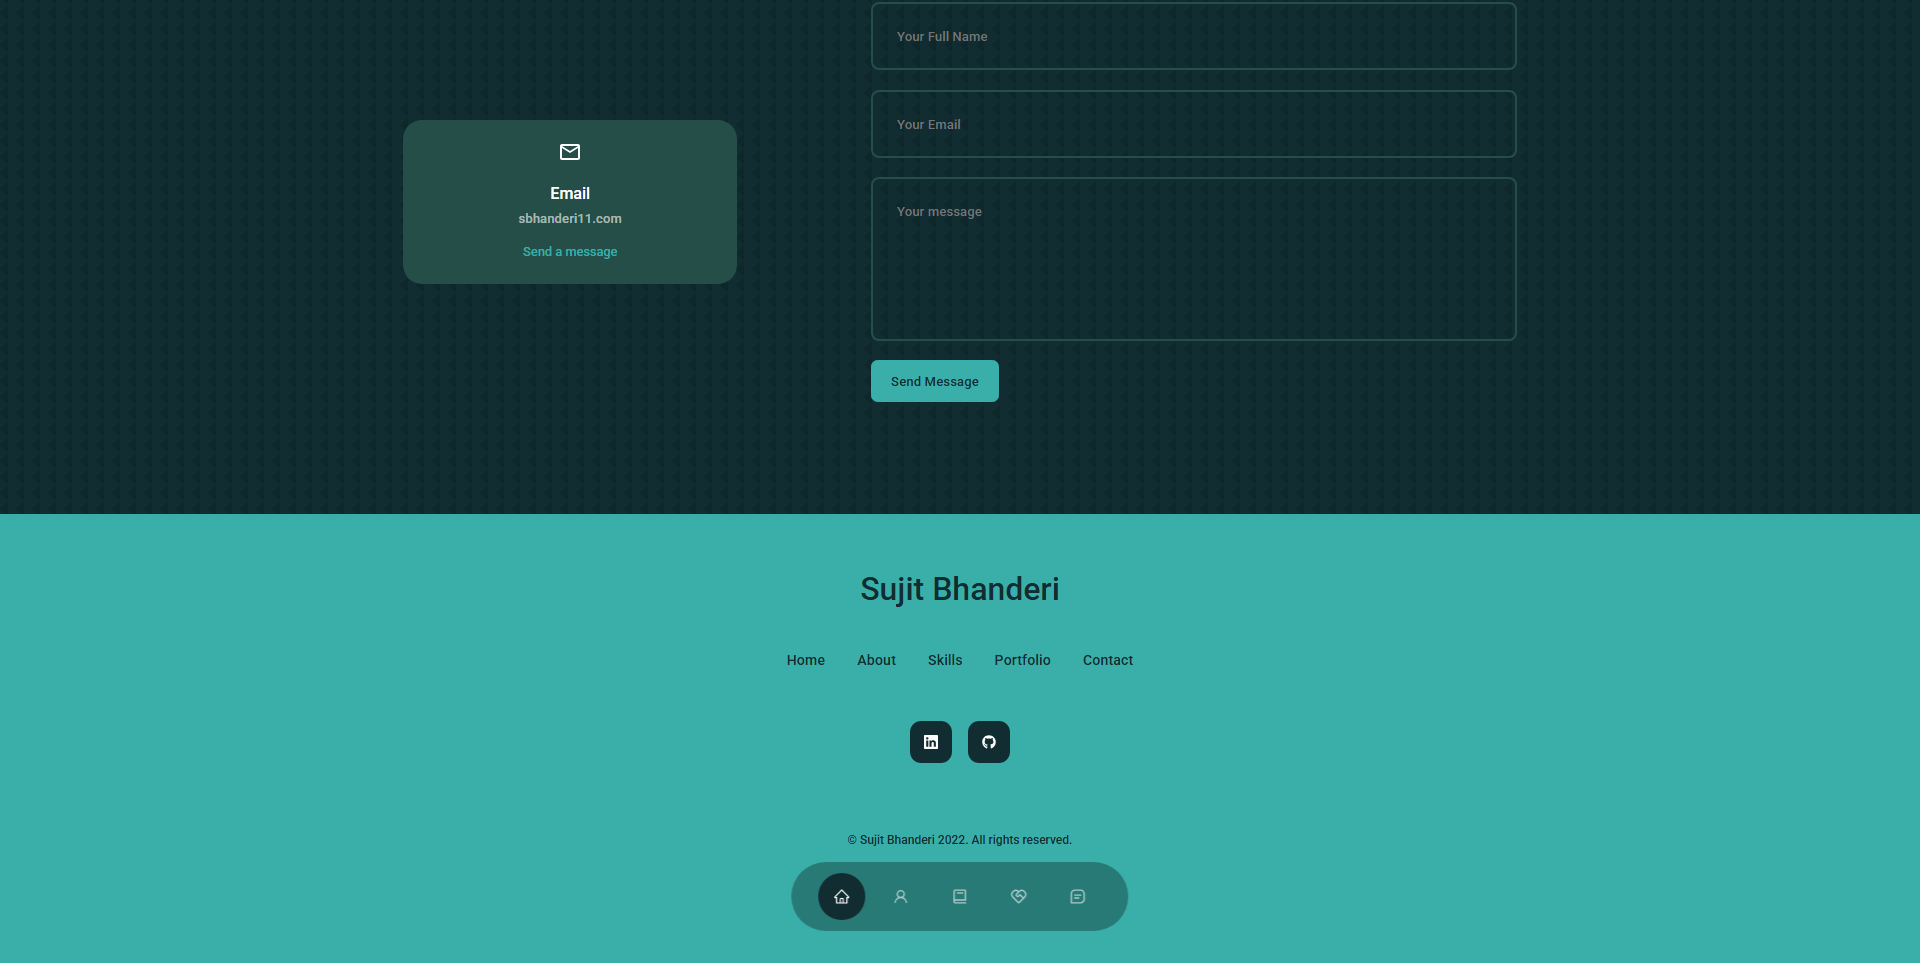 Your Full Name
Your Email
Your message
Send Message
Email
sbhanderi11.com
Send a message
Sujit Bhanderi
Home About Skills Portfolio Contact
© Sujit Bhanderi 2022. All rights reserved.